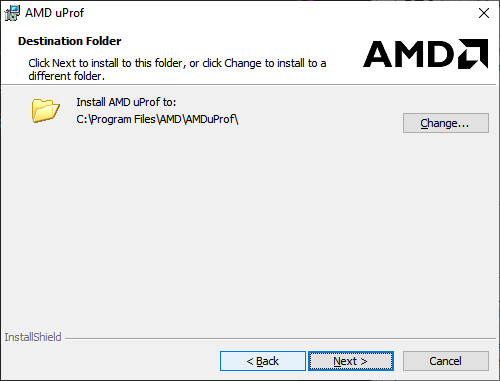 AMD uProf
Destination Folder
Click Next to install to this folder, or click Change to install to a
different folder.
AMD
Install AMD uProf to:
C:\Program Files\AMD\AMDuProf\
Change...
InstallShield
< Back
Next >
Cancel